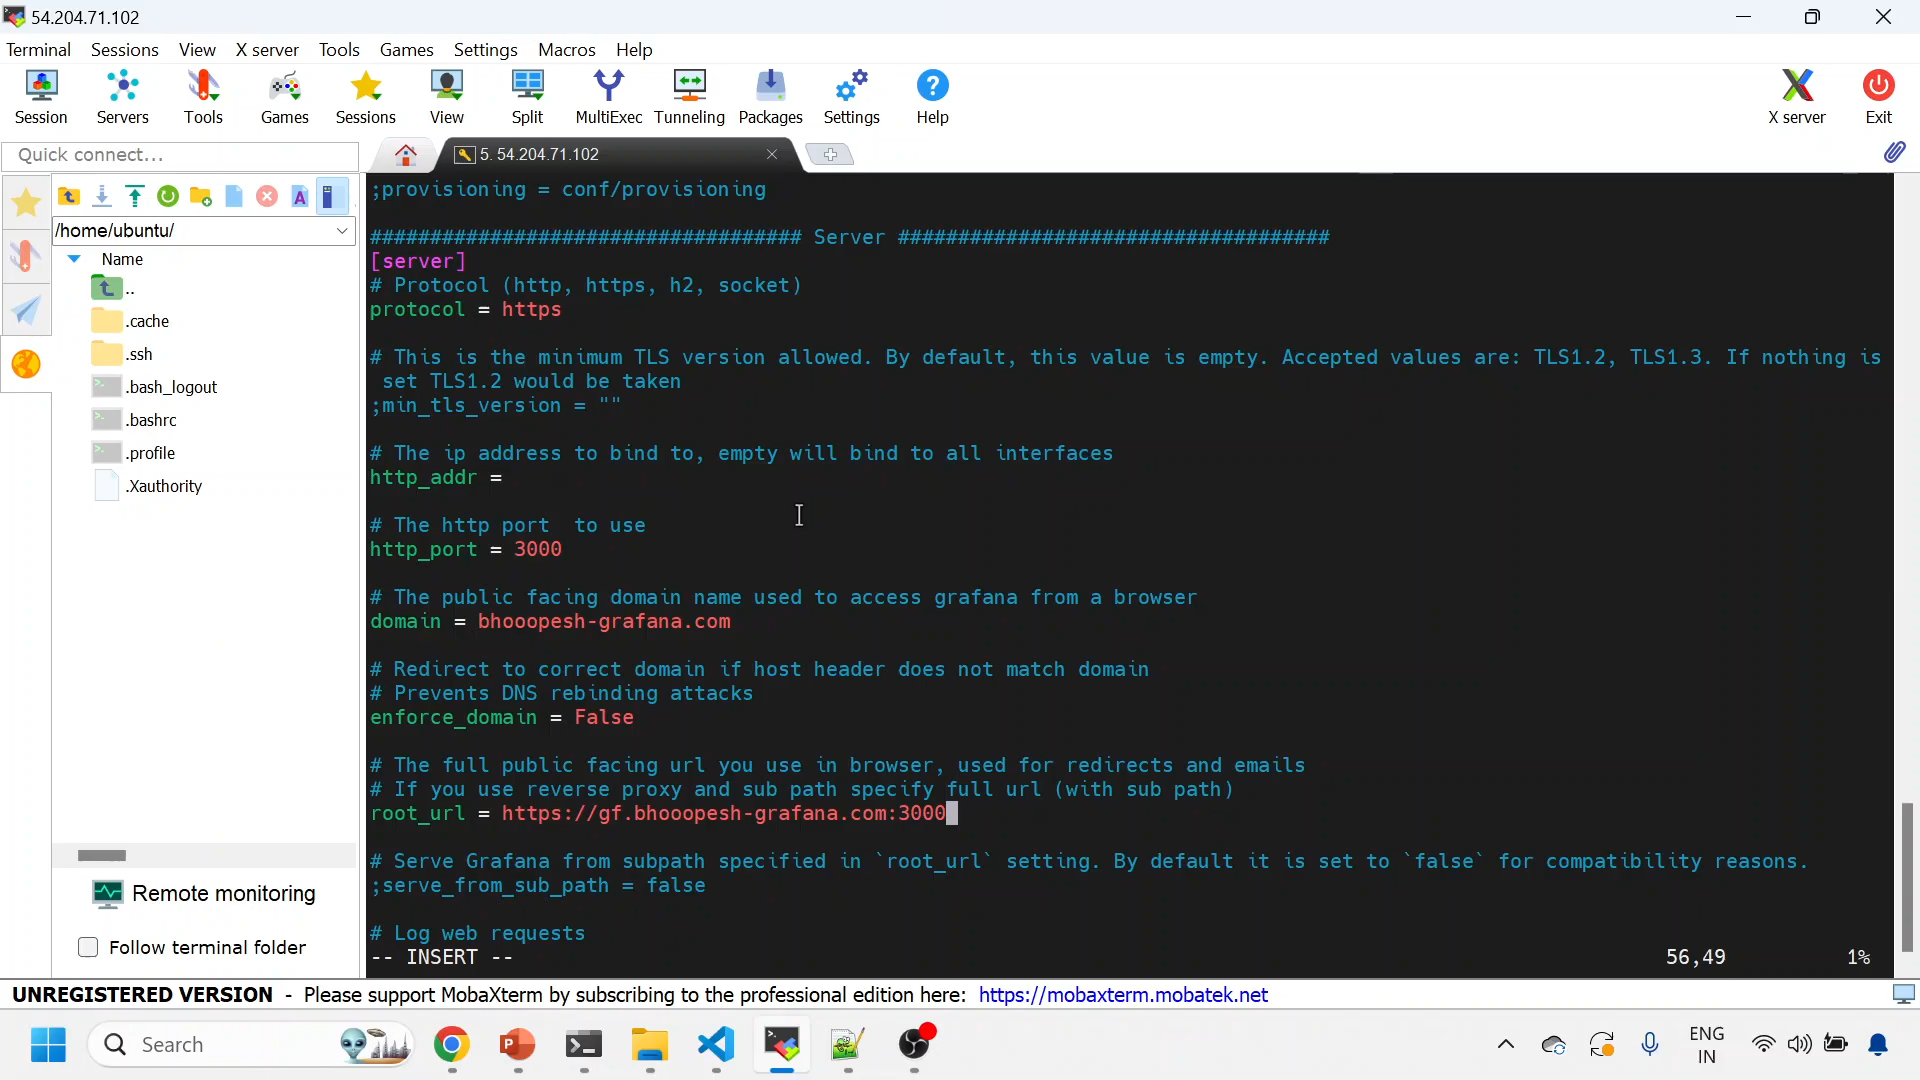 54.204.71.102
Terminal Sessions View X server Tools Games Settings Macros Help
Session Servers Tools Games Sessions View Split MultiExec Tunneling Packages Settings Help X server Exit
Quick connect...
5. 54.204.71.102
/home/ubuntu/
Name
..
.cache
.ssh
.bash_logout
.bashrc
.profile
.Xauthority
Remote monitoring
Follow terminal folder
;provisioning = conf/provisioning
#################################### Server ####################################
[server]
# Protocol (http, https, h2, socket)
protocol = https
# This is the minimum TLS version allowed. By default, this value is empty. Accepted values are: TLS1.2, TLS1.3. If nothing is
set TLS1.2 would be taken
;min_tls_version = ""
# The ip address to bind to, empty will bind to all interfaces
http_addr =
# The http port  to use
http_port = 3000
# The public facing domain name used to access grafana from a browser
domain = bhooopesh-grafana.com
# Redirect to correct domain if host header does not match domain
# Prevents DNS rebinding attacks
enforce_domain = False
# The full public facing url you use in browser, used for redirects and emails
# If you use reverse proxy and sub path specify full url (with sub path)
root_url = https://gf.bhooopesh-grafana.com:3000
# Serve Grafana from subpath specified in `root_url` setting. By default it is set to `false` for compatibility reasons.
;serve_from_sub_path = false
# Log web requests
-- INSERT -- 56,49 1%
UNREGISTERED VERSION - Please support MobaXterm by subscribing to the professional edition here: https://mobaxterm.mobatek.net
Search
ENG
IN